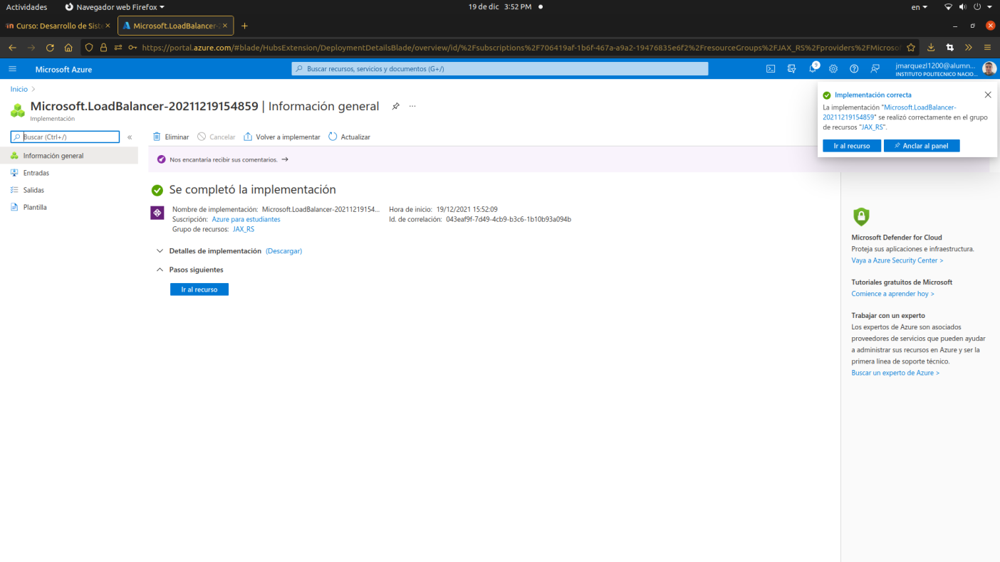 Actividades
Navegador web Firefox
19 de dic 3:52 PM
en
Curso: Desarrollo de Siste
Microsoft.LoadBalancer-2
https://portal.azure.com/#blade/HubsExtension/DeploymentDetailsBlade/overview/id/%2Fsubscriptions%2F706419af-1b6f-467a-a9a2-19476835e6f2%2FresourceGroups%2FJAX_RS%2Fproviders%2FMicrosof
Microsoft Azure
Buscar recursos, servicios y documentos (G+/)
9
jmarquezl1200@alumn...
INSTITUTO POLITECNICO NACIO...
Inicio >
Microsoft.LoadBalancer-20211219154859 | Información general
...
Implementación
Buscar (Ctrl+/)
«
Información general
Entradas
Salidas
Plantilla
Eliminar
Cancelar
Volver a implementar
Actualizar
Nos encantaría recibir sus comentarios. →
Se completó la implementación
Nombre de implementación: Microsoft.LoadBalancer-20211219154...
Suscripción: Azure para estudiantes
Grupo de recursos: JAX_RS
Hora de inicio: 19/12/2021 15:52:09
Id. de correlación: 043eaf9f-7d49-4cb9-b3c6-1b10b93a094b
Detalles de implementación (Descargar)
Pasos siguientes
Ir al recurso
Implementación correcta
La implementación "Microsoft.LoadBalancer-
20211219154859" se realizó correctamente en el grupo
de recursos "JAX_RS".
Ir al recurso
Anclar al panel
Microsoft Defender for Cloud
Proteja sus aplicaciones e infraestructura.
Vaya a Azure Security Center >
Tutoriales gratuitos de Microsoft
Comience a aprender hoy >
Trabajar con un experto
Los expertos de Azure son asociados
proveedores de servicios que pueden ayudar
a administrar sus recursos en Azure y ser la
primera línea de soporte técnico.
Buscar un experto de Azure >